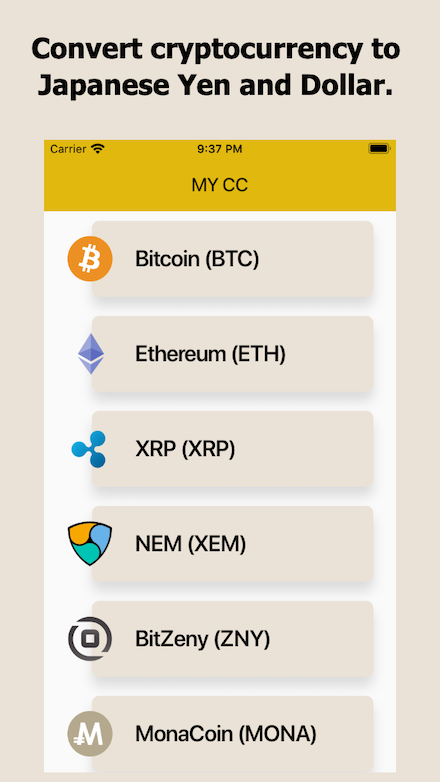 Convert cryptocurrency to
Japanese Yen and Dollar.
Carrier 9:37 PM
MY CC
Bitcoin (BTC)
Ethereum (ETH)
XRP (XRP)
NEM (XEM)
BitZeny (ZNY)
MonaCoin (MONA)